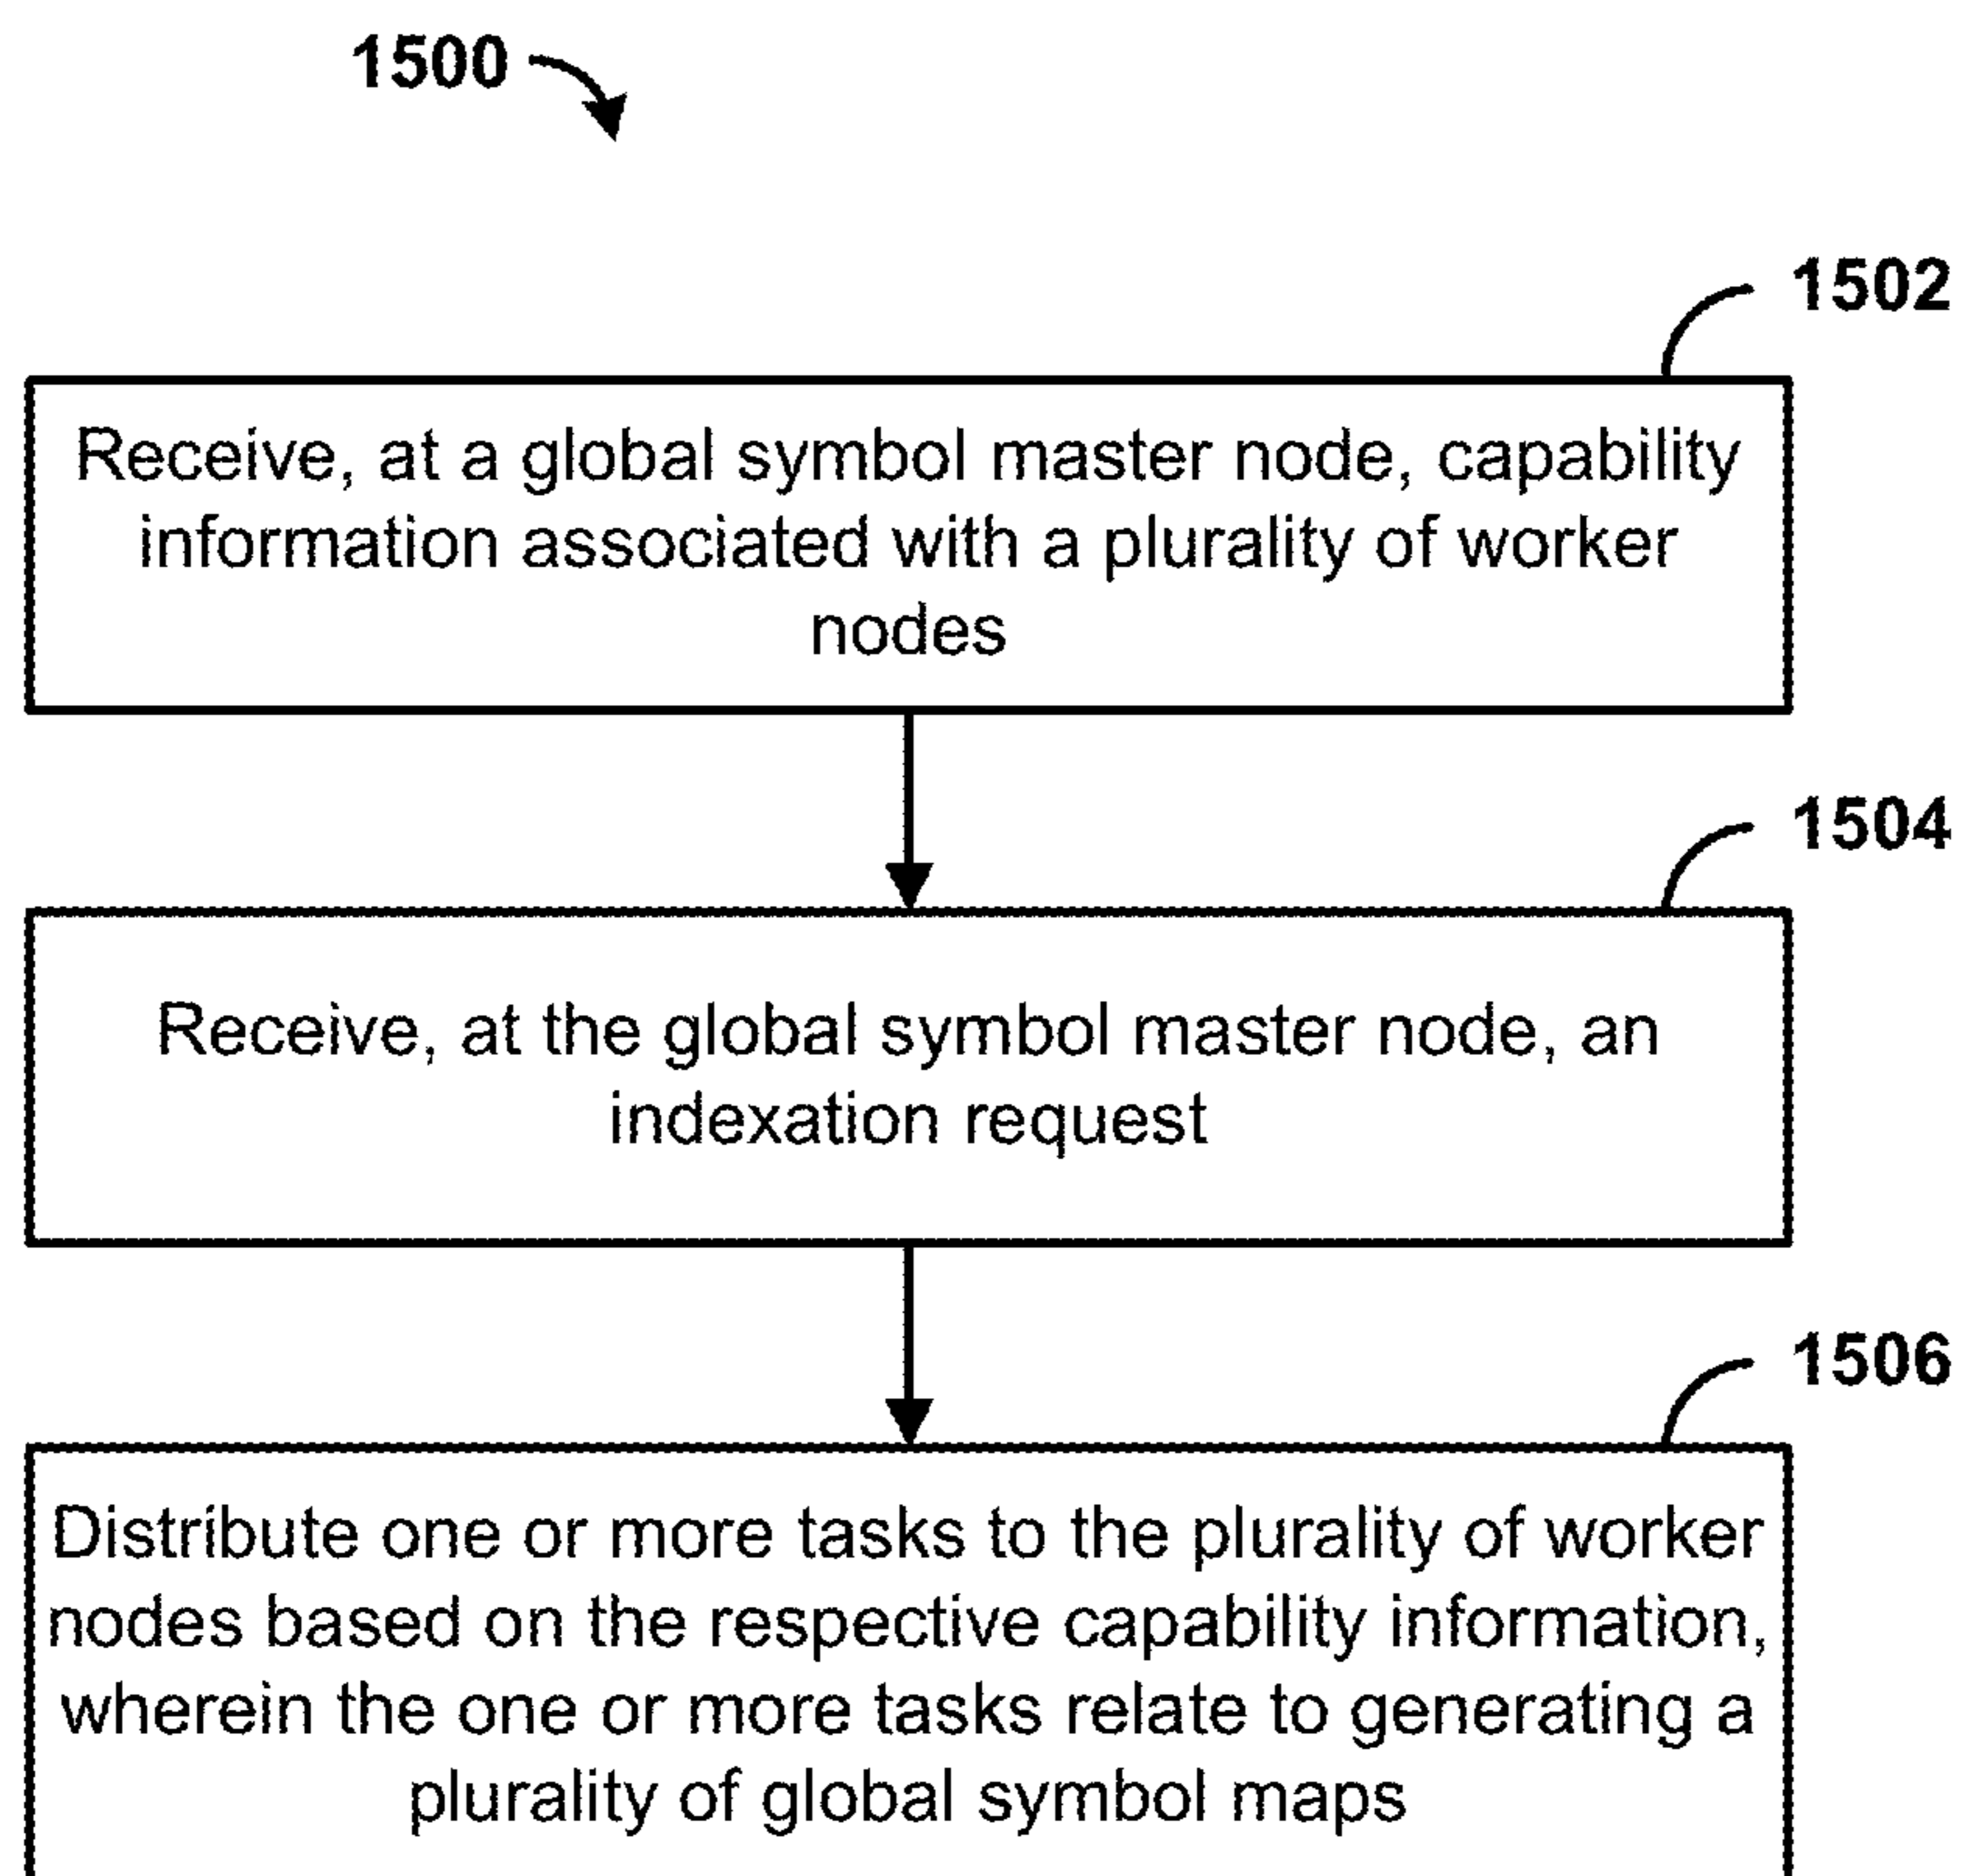 1500
1502
Receive, at a global symbol master node, capability
information associated with a plurality of worker
nodes
1504
Receive, at the global symbol master node, an
indexation request
1506
Distribute one or more tasks to the plurality of worker
nodes based on the respective capability information,
wherein the one or more tasks relate to generating a
plurality of global symbol maps